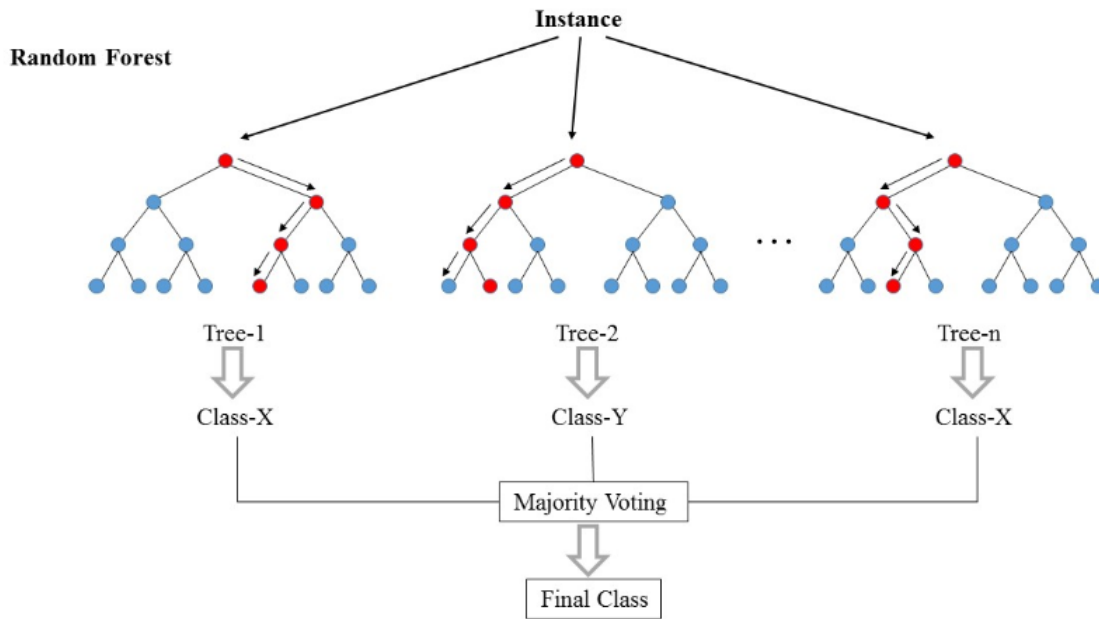 Instance
Random Forest
...
Tree-1
Tree-2
Tree-n
Class-X
Class-Y
Class-X
Majority Voting
Final Class